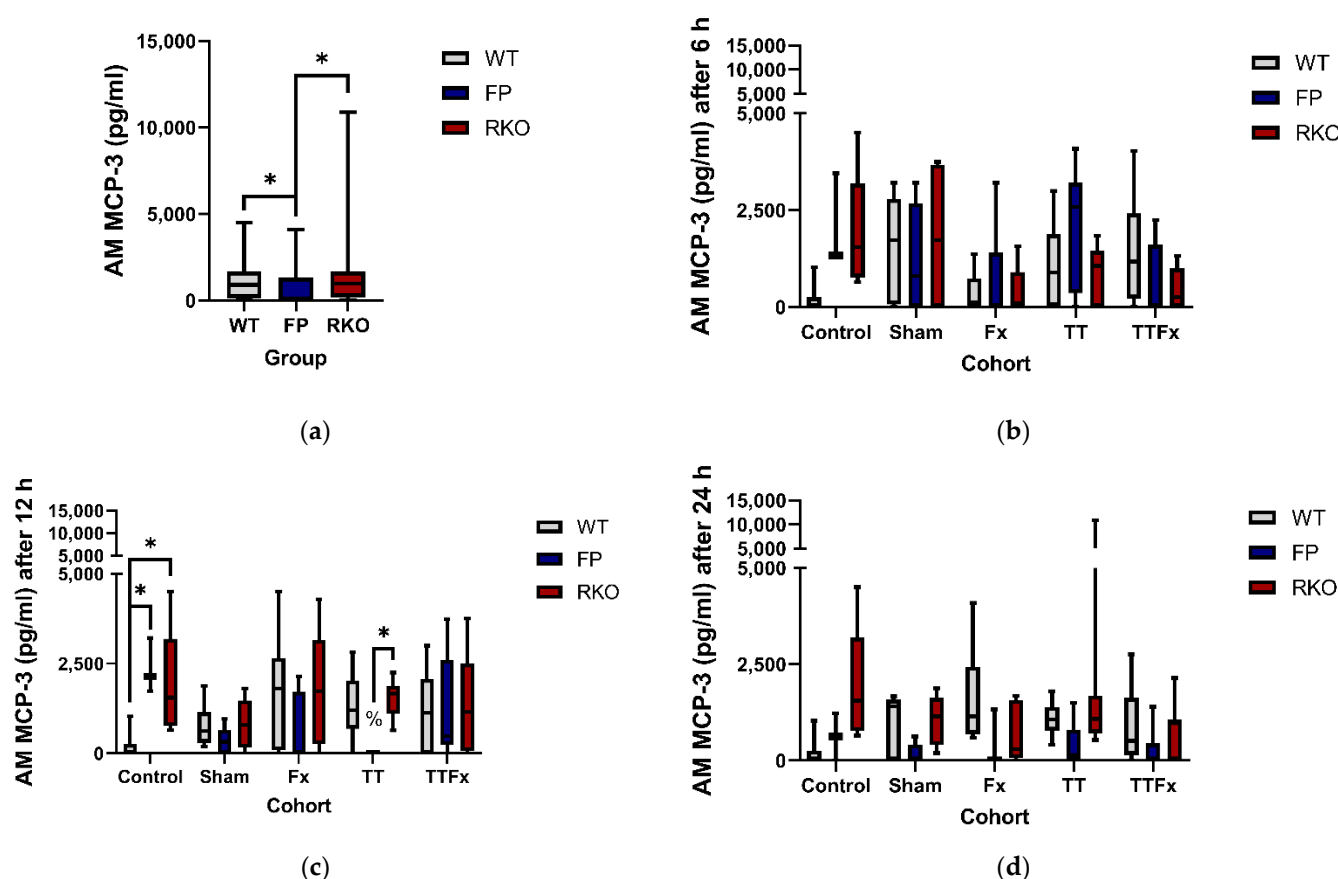 AM MCP-3 (pg/ml)
15,000
10,000
5,000
0
*
*
WT
FP
RKO
WT FP RKO
Group
(a)
AM MCP-3 (pg/ml) after 6 h
15,000
10,000
5,000
5,000
2,500
0
WT
FP
RKO
Control Sham Fx TT TTFx
Cohort
(b)
AM MCP-3 (pg/ml) after 12 h
15,000
10,000
5,000
5,000
2,500
0
*
*
*
%
WT
FP
RKO
Control Sham Fx TT TTFx
Cohort
(c)
AM MCP-3 (pg/ml) after 24 h
15,000
10,000
5,000
5,000
2,500
0
WT
FP
RKO
Control Sham Fx TT TTFx
Cohort
(d)